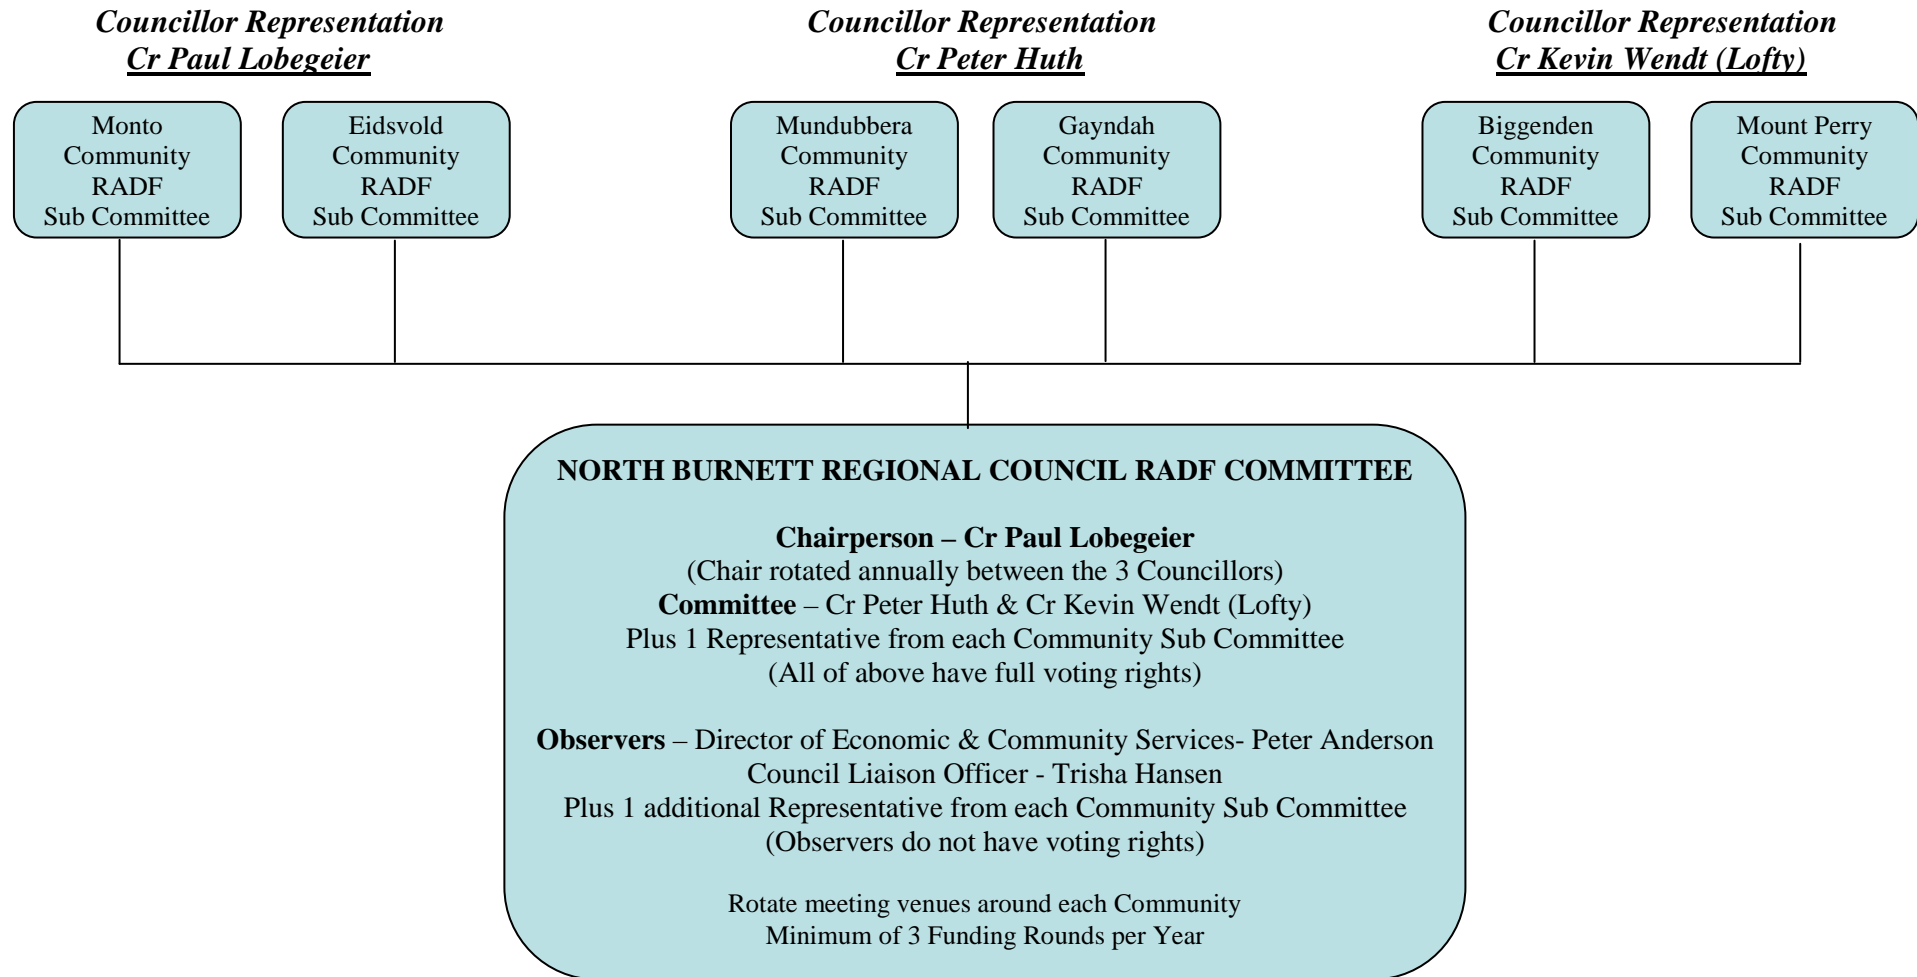 Councillor Representation
Cr Paul Lobegeier
Councillor Representation
Cr Peter Huth
Councillor Representation
Cr Kevin Wendt (Lofty)
Monto
Community
RADF
Sub Committee
Eidsvold
Community
RADF
Sub Committee
Mundubbera
Community
RADF
Sub Committee
Gayndah
Community
RADF
Sub Committee
Biggenden
Community
RADF
Sub Committee
Mount Perry
Community
RADF
Sub Committee
NORTH BURNETT REGIONAL COUNCIL RADF COMMITTEE
Chairperson – Cr Paul Lobegeier
(Chair rotated annually between the 3 Councillors)
Committee – Cr Peter Huth & Cr Kevin Wendt (Lofty)
Plus 1 Representative from each Community Sub Committee
(All of above have full voting rights)
Observers – Director of Economic & Community Services- Peter Anderson
Council Liaison Officer - Trisha Hansen
Plus 1 additional Representative from each Community Sub Committee
(Observers do not have voting rights)
Rotate meeting venues around each Community
Minimum of 3 Funding Rounds per Year